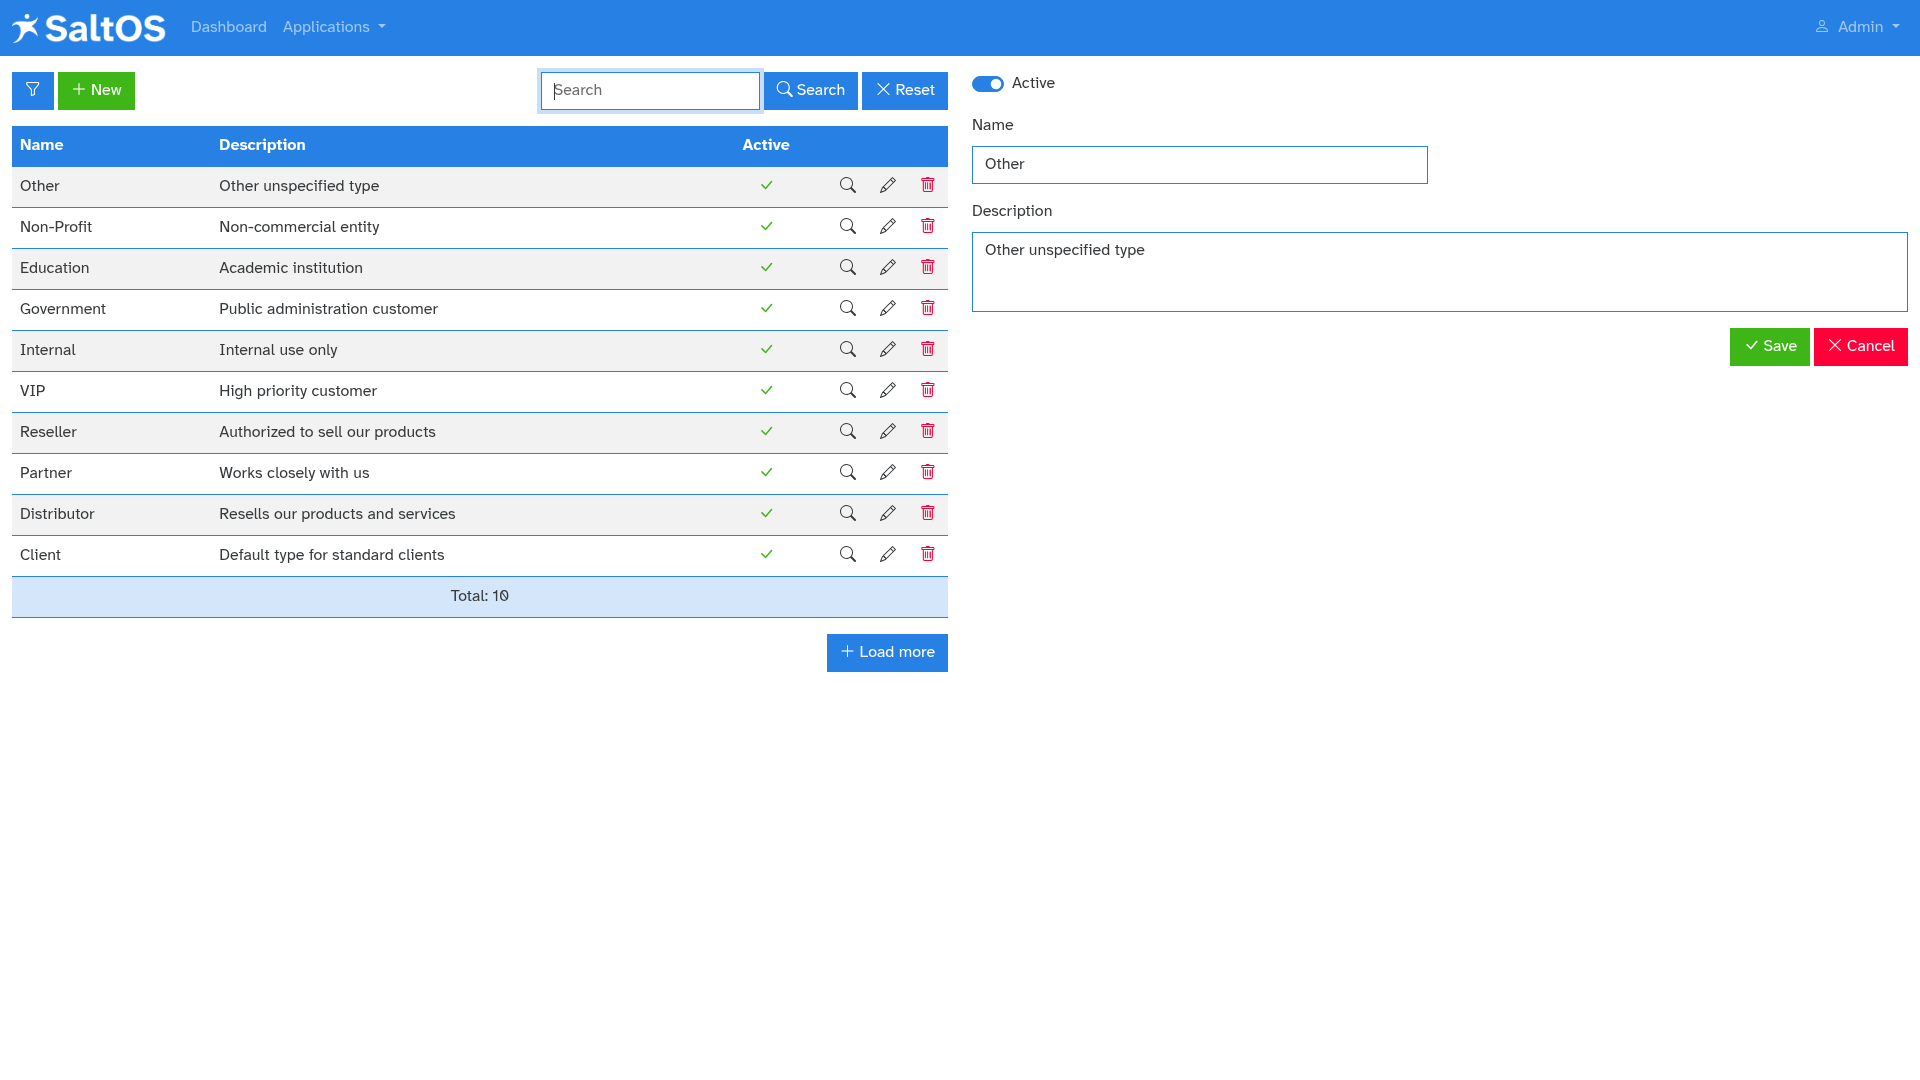 SaltOS Dashboard Applications Admin
New Search Search Reset
Name Description Active
Other Other unspecified type
Non-Profit Non-commercial entity
Education Academic institution
Government Public administration customer
Internal Internal use only
VIP High priority customer
Reseller Authorized to sell our products
Partner Works closely with us
Distributor Resells our products and services
Client Default type for standard clients
Total: 10
Load more
Active
Name
Other
Description
Other unspecified type
Save Cancel